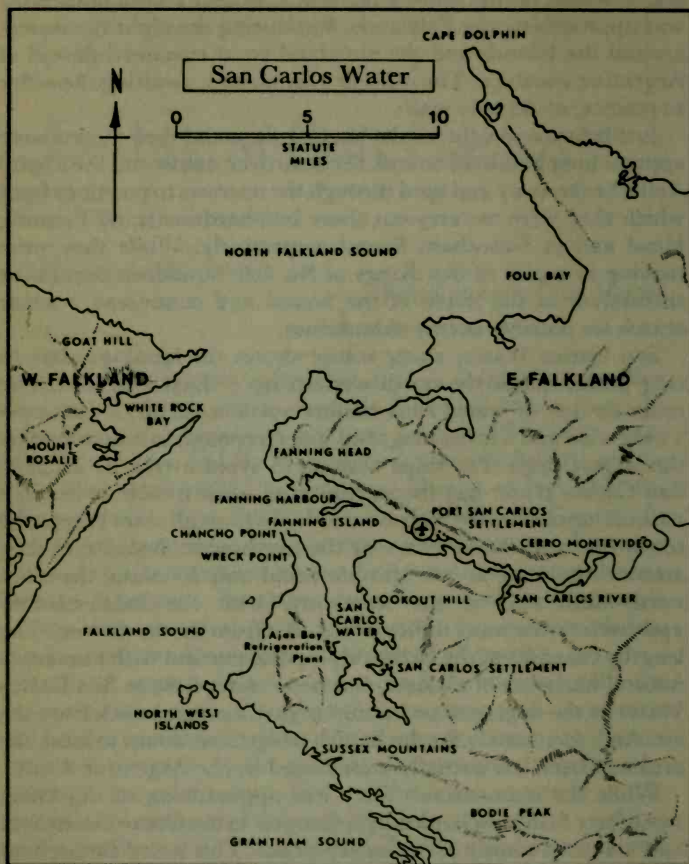 CAPE DOLPHIN
N
San Carlos Water
0 5 10
STATUTE
MILES
NORTH FALKLAND SOUND
FOUL BAY
GOAT HILL
W. FALKLAND
E. FALKLAND
WHITE ROCK
BAY
MOUNT
ROSALIE
FANNING HEAD
FANNING HARBOUR
PORT SAN CARLOS
SETTLEMENT
FANNING ISLAND
CHANCHO POINT
CERRO MONTEVIDEO
WRECK POINT
SAN
CARLOS
WATER
LOOKOUT HILL
SAN CARLOS RIVER
FALKLAND SOUND
Ajax Bay
Refrigeration
Plant
SAN CARLOS SETTLEMENT
NORTH WEST
ISLANDS
SUSSEX MOUNTAINS
BODIE PEAK
GRANTHAM SOUND